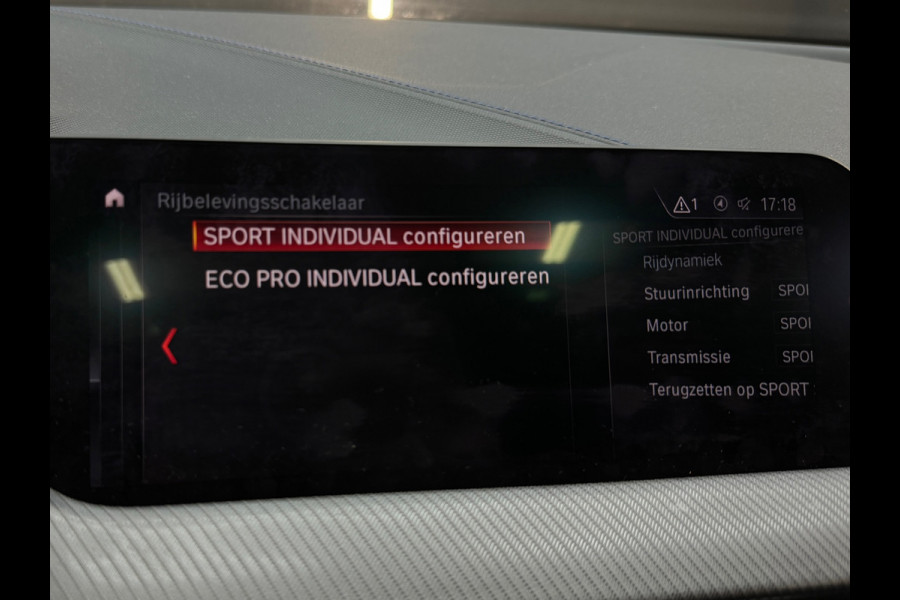 Rijbelevingsschakelaar
SPORT INDIVIDUAL configureren
ECO PRO INDIVIDUAL configureren
1 17:18
SPORT INDIVIDUAL configurere
Rijdynamiek
Stuurinrichting SPOI
Motor SPOI
Transmissie SPOI
Terugzetten op SPORT